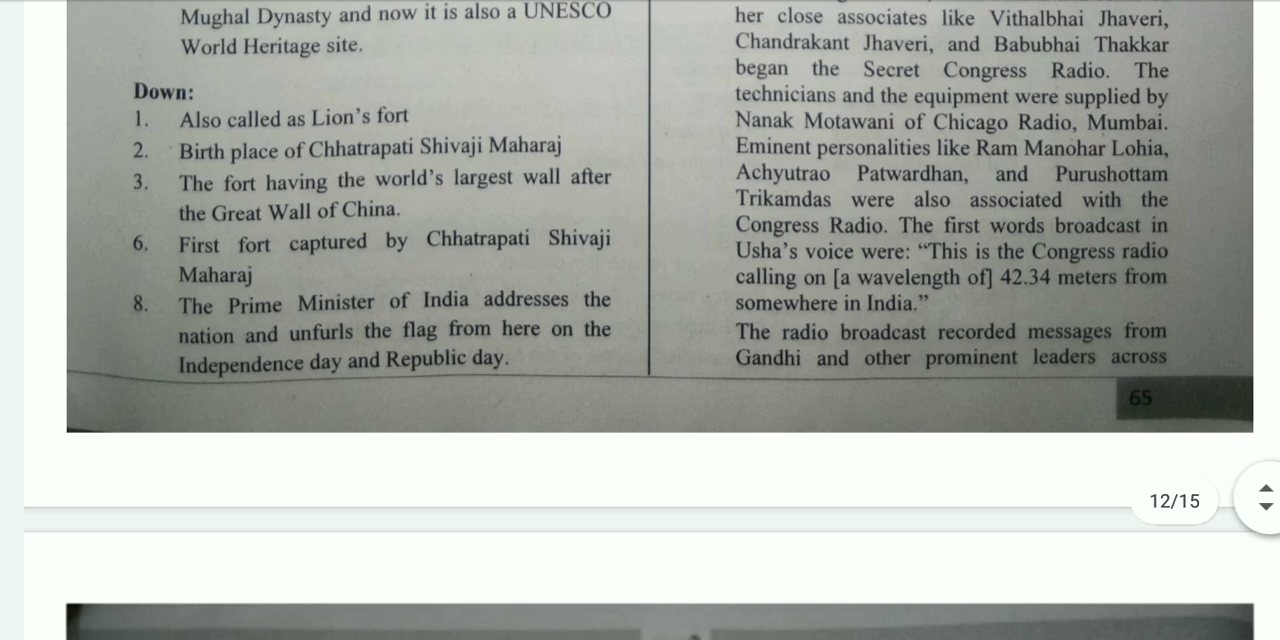 Mughal Dynasty and now it is also a UNESCO
World Heritage site.
Down:
1. Also called as Lion's fort
2. Birth place of Chhatrapati Shivaji Maharaj
3. The fort having the world's largest wall after
the Great Wall of China.
6. First fort captured by Chhatrapati Shivaji
Maharaj
8. The Prime Minister of India addresses the
nation and unfurls the flag from here on the
Independence day and Republic day.
her close associates like Vithalbhai Jhaveri,
Chandrakant Jhaveri, and Babubhai Thakkar
began the Secret Congress Radio. The
technicians and the equipment were supplied by
Nanak Motawani of Chicago Radio, Mumbai.
Eminent personalities like Ram Manohar Lohia,
Achyutrao Patwardhan, and Purushottam
Trikamdas were also associated with the
Congress Radio. The first words broadcast in
Usha's voice were: “This is the Congress radio
calling on [a wavelength of] 42.34 meters from
somewhere in India.”
The radio broadcast recorded messages from
Gandhi and other prominent leaders across
65
12/15